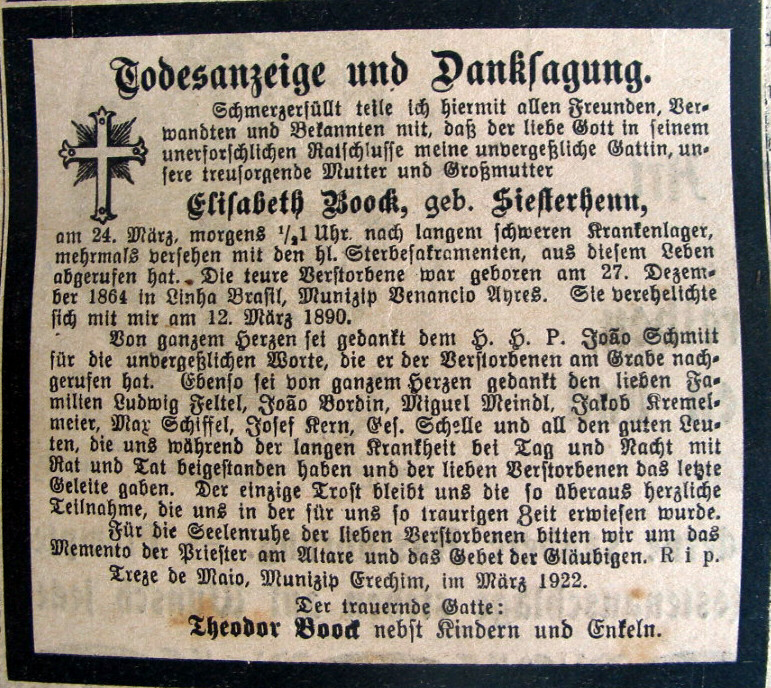 Todesanzeige und Dankſagung.
Schmerzerfüllt teile ich hiermit allen Freunden, Ver-
wandten und Bekannten mit, daß der liebe Gott in ſeinem
unerforſchlichen Ratſchluſſe meine unvergeßliche Gattin, un-
ſere treuſorgende Mutter und Großmutter
Eliſabeth Boock, geb. Sieſterhenn,
am 24. März, morgens ½1 Uhr nach langem ſchweren Krankenlager,
mehrmals verſehen mit den hl. Sterbeſakramenten, aus dieſem Leben
abgerufen hat. Die teure Verſtorbene war geboren am 27. Dezem-
ber 1864 in Linha Braſil, Munizip Venancio Ayres. Sie verehelichte
ſich mit mir am 12. März 1890.
Von ganzem Herzen ſei gedankt dem H. H. P. João Schmitt
für die unvergeßlichen Worte, die er der Verſtorbenen am Grabe nach-
gerufen hat. Ebenſo ſei von ganzem Herzen gedankt den lieben Fa-
milien Ludwig Feltel, João Bordin, Miguel Meindl, Jakob Kremel-
meier, Max Schiffel, Joſef Kern, Geſ. Schelle und all den guten Leu-
ten, die uns während der langen Krankheit bei Tag und Nacht mit
Rat und Tat beigeſtanden haben und der lieben Verſtorbenen das letzte
Geleite gaben. Der einzige Troſt bleibt uns die ſo überaus herzliche
Teilnahme, die uns in der für uns ſo traurigen Zeit erwieſen wurde.
Für die Seelenruhe der lieben Verſtorbenen bitten wir um das
Memento der Prieſter am Altare und das Gebet der Gläubigen. R i p.
Treze de Maio, Munizip Erechim, im März 1922.
Der trauernde Gatte:
Theodor Boock nebſt Kindern und Enkeln.